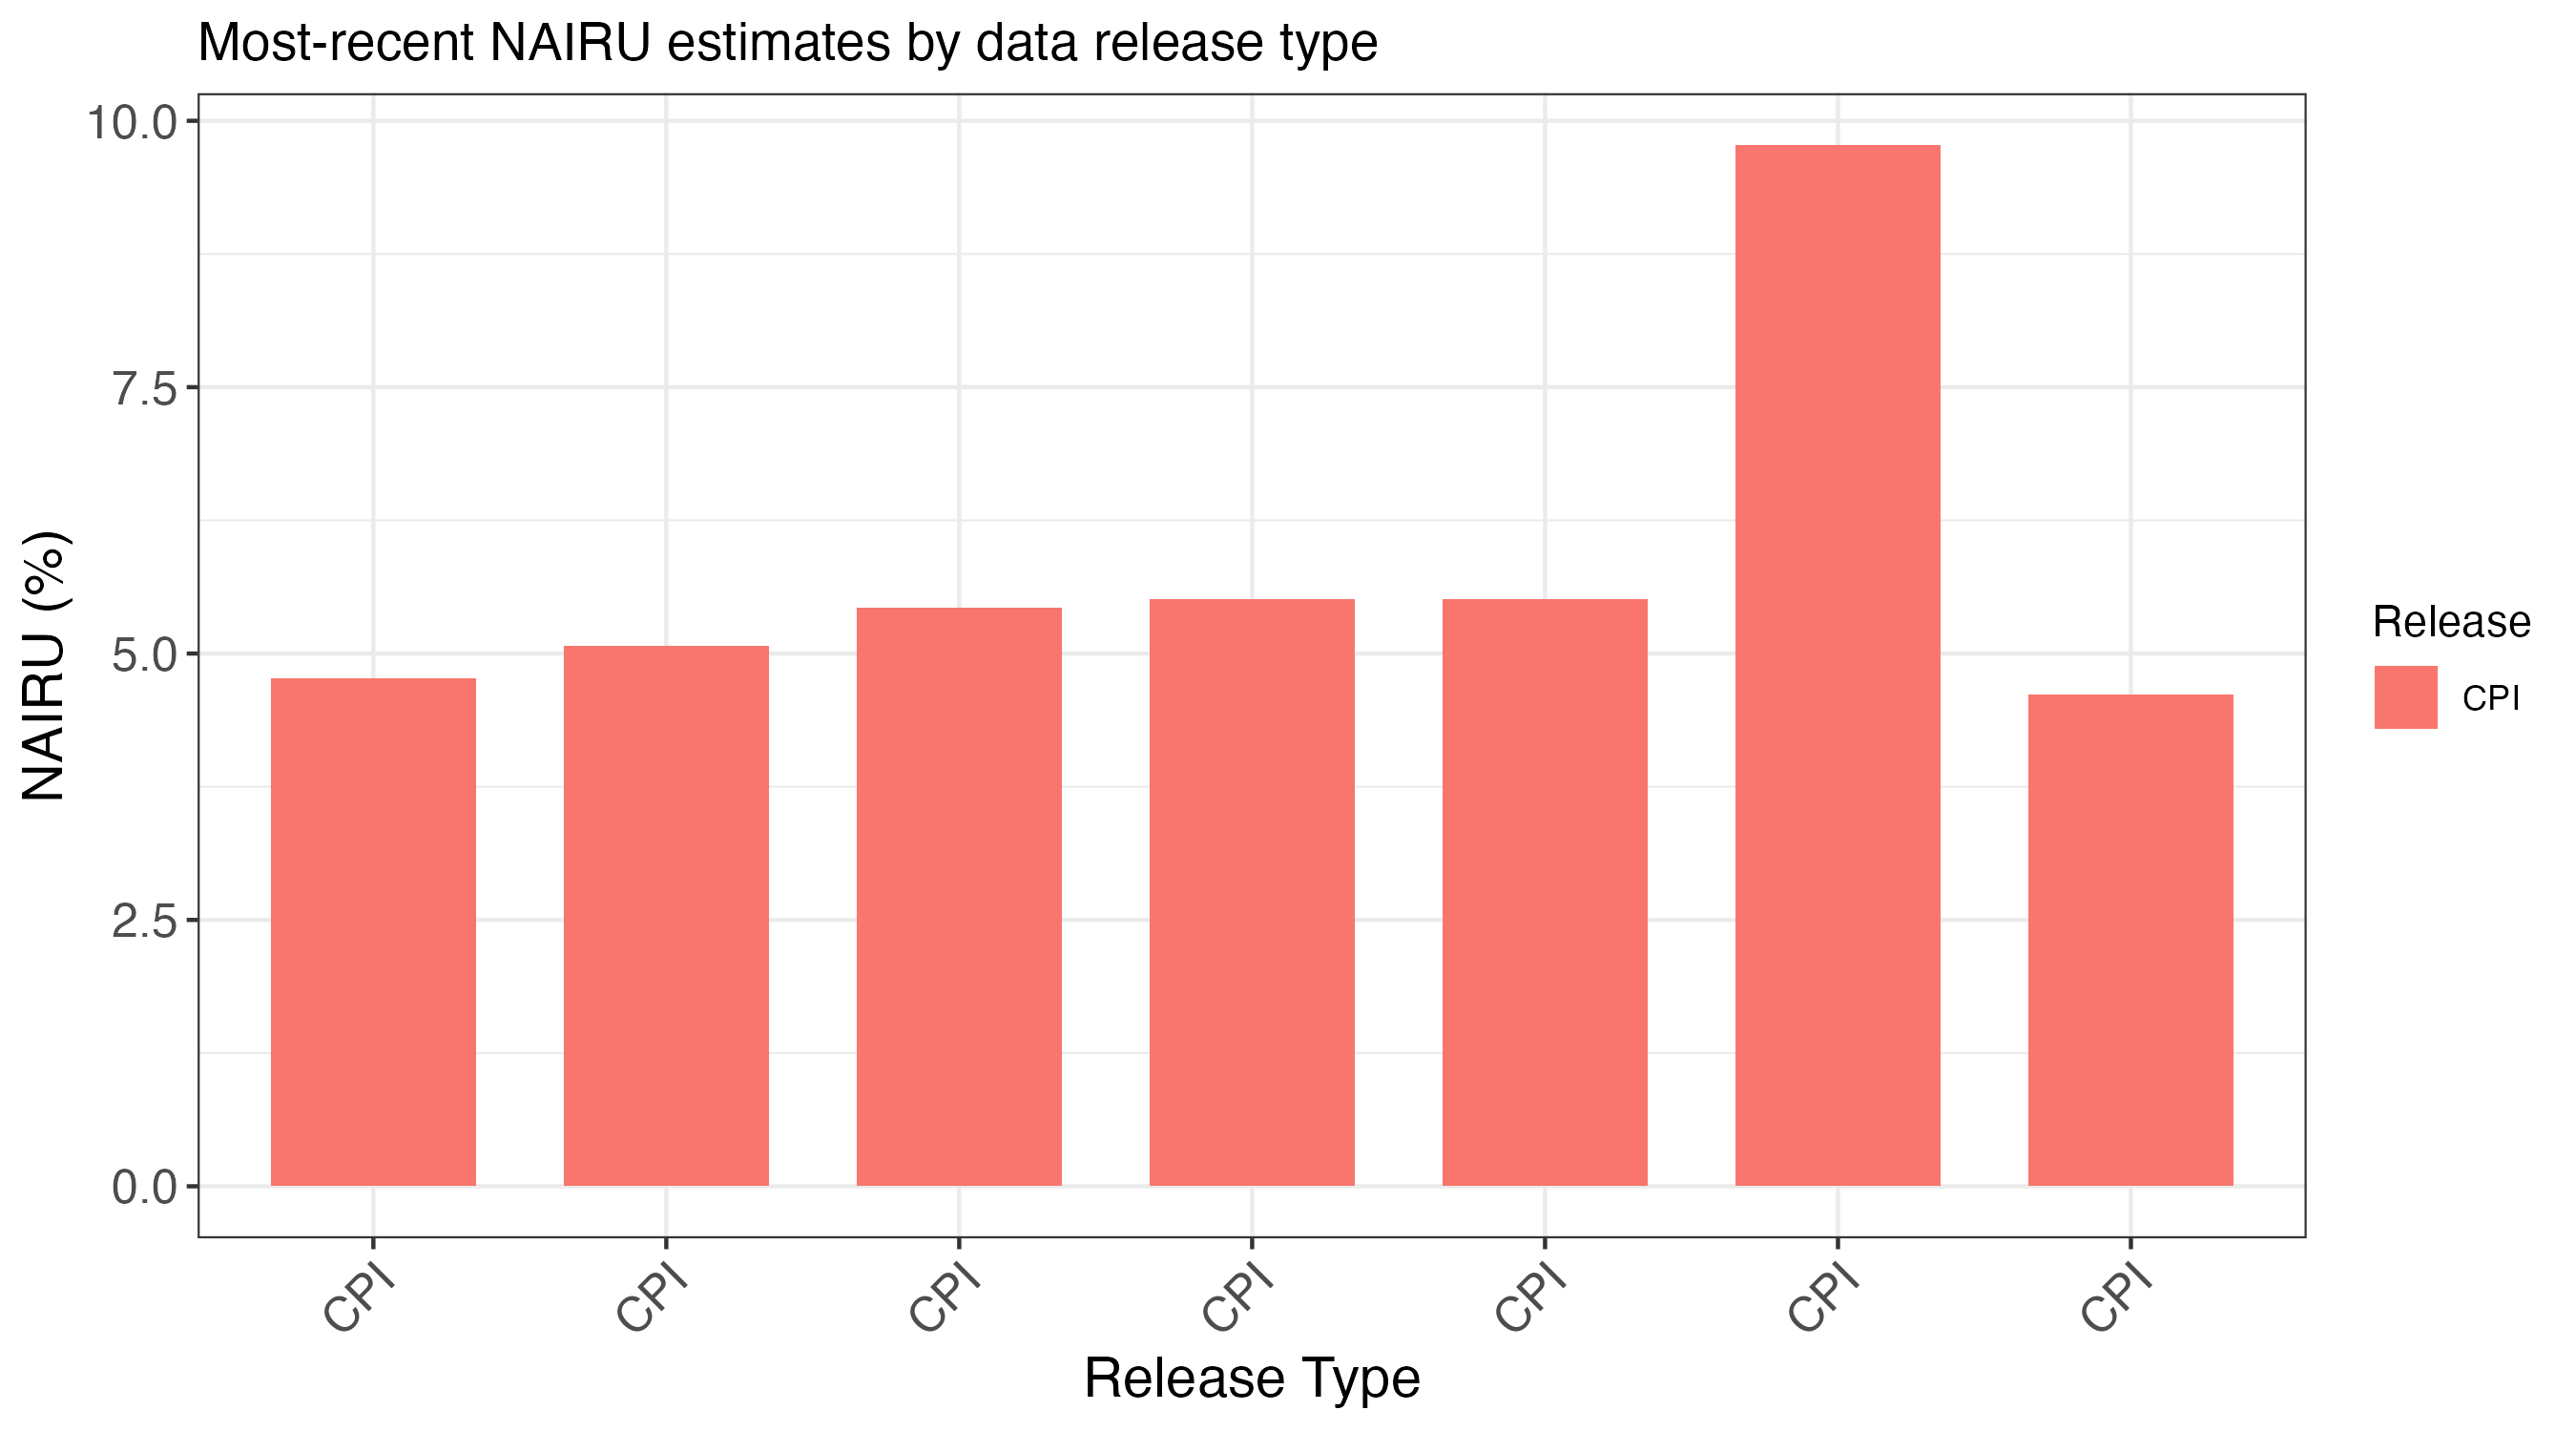 Most-recent NAIRU estimates by data release type
NAIRU (%)
10.0
7.5
5.0
2.5
0.0
CPI
CPI
CPI
CPI
CPI
CPI
CPI
Release Type
Release
CPI